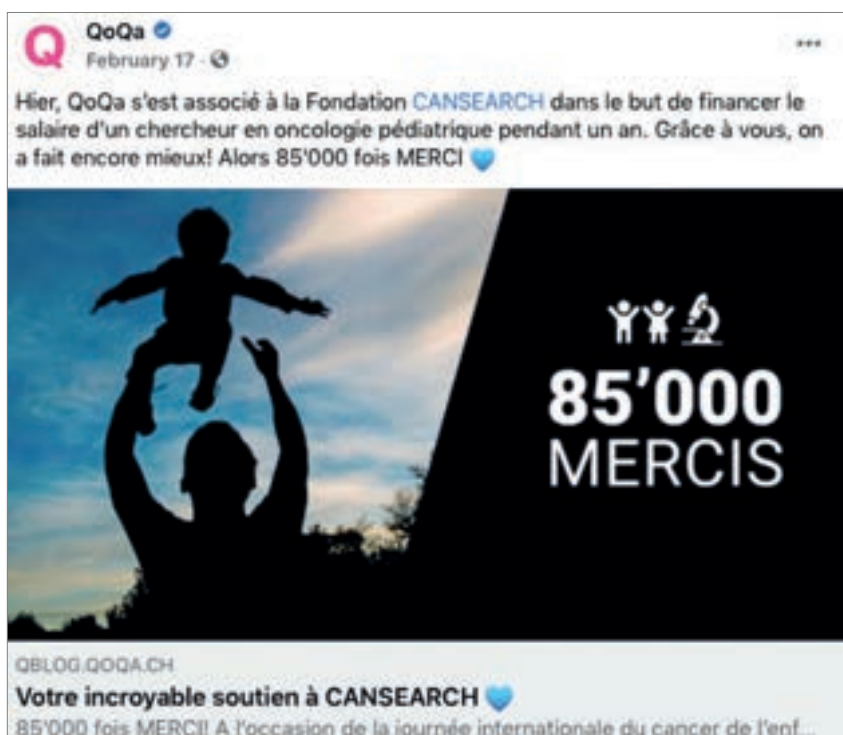 QoQa
February 17
Hier, QoQa s'est associé à la Fondation CANSEARCH dans le but de financer le
salaire d'un chercheur en oncologie pédiatrique pendant un an. Grâce à vous, on
a fait encore mieux! Alors 85'000 fois MERCI 💙
85'000
MERCIS
QBLOG.QOQA.CH
Votre incroyable soutien à CANSEARCH 💙
85'000 fois MERCI! A l'occasion de la journée internationale du cancer de l'enf...